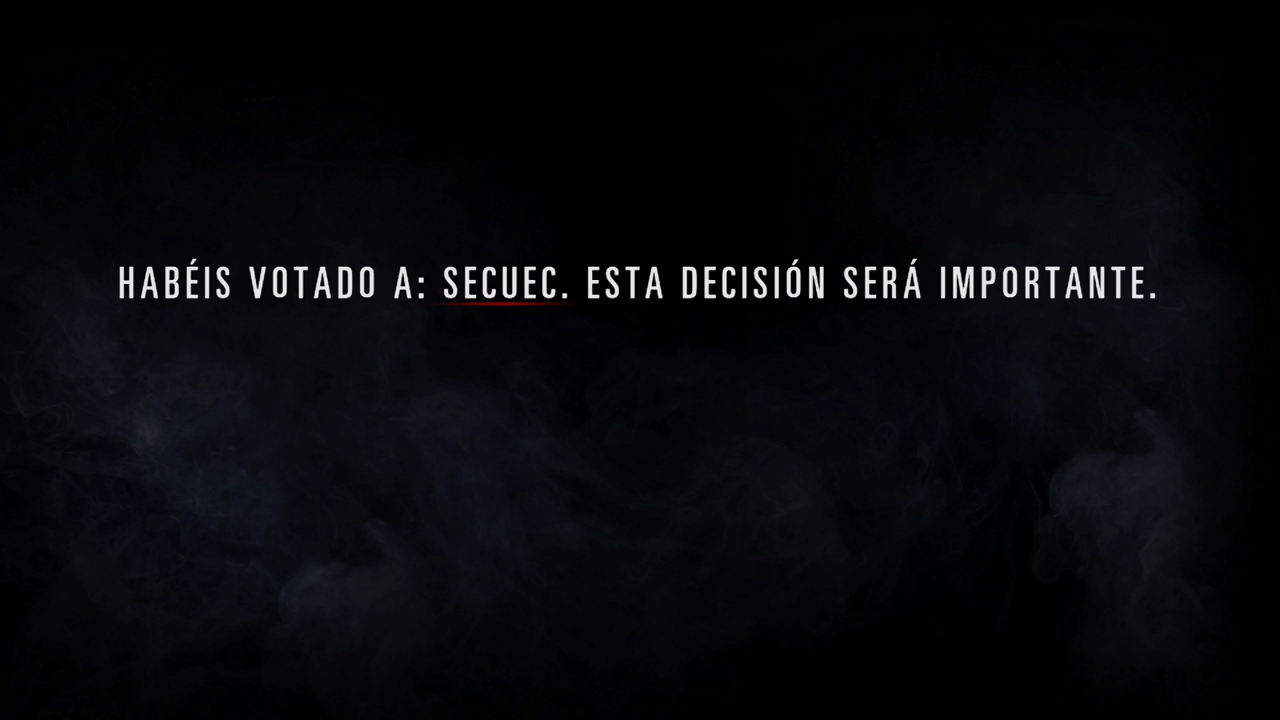 HABÉIS VOTADO A: SECUEC. ESTA DECISIÓN SERÁ IMPORTANTE.